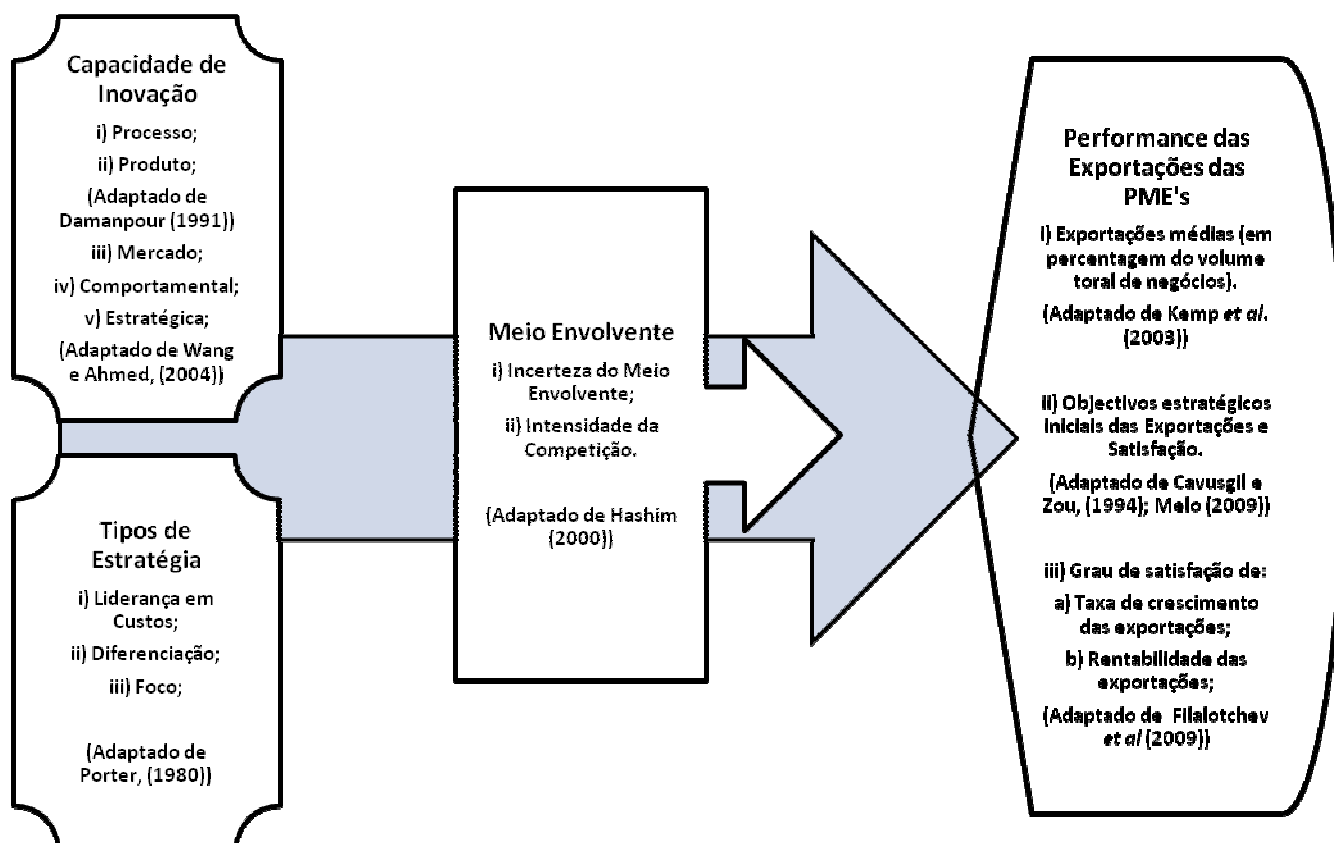 Capacidade de
Inovação
i) Processo;
ii) Produto;
(Adaptado de
Damanpour (1991))
iii) Mercado;
iv) Comportamental;
v) Estratégica;
(Adaptado de Wang
e Ahmed, (2004))
Tipos de
Estratégia
i) Liderança em
Custos;
ii) Diferenciação;
iii) Foco;
(Adaptado de
Porter, (1980))
Meio Envolvente
i) Incerteza do Meio
Envolvente;
ii) Intensidade da
Competição.
(Adaptado de Hashim
(2000))
Performance das
Exportações das
PME's
i) Exportações médias (em
percentagem do volume
toral de negócios).
(Adaptado de Kemp et al.
(2003))
ii) Objectivos estratégicos
iniciais das Exportações e
Satisfação.
(Adaptado de Cavusgil e
Zou, (1994); Melo (2009))
iii) Grau de satisfação de:
a) Taxa de crescimento
das exportações;
b) Rentabilidade das
exportações;
(Adaptado de Filalotchev
et al (2009))